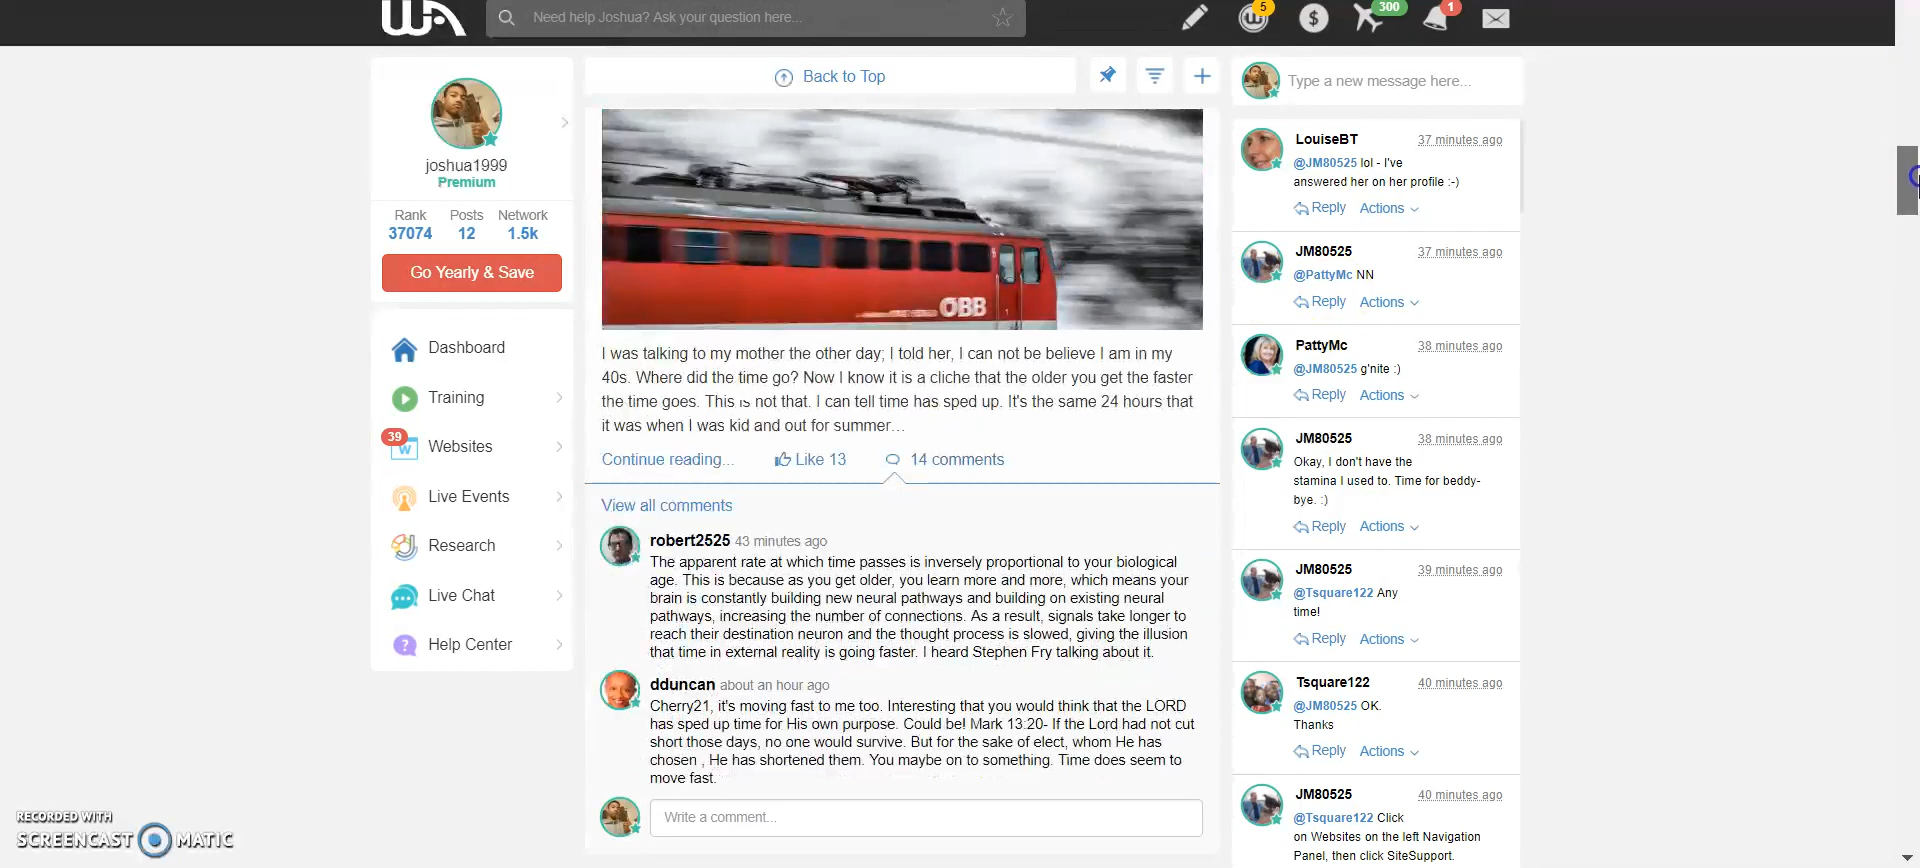 WA
Need help Joshua? Ask your question here...
5
$
300
1
joshua1999
Premium
Rank Posts Network
37074 12 1.5k
Go Yearly & Save
Dashboard
Training
39
Websites
Live Events
Research
Live Chat
Help Center
Back to Top
ÖBB
I was talking to my mother the other day; I told her, I can not be believe I am in my
40s. Where did the time go? Now I know it is a cliche that the older you get the faster
the time goes. This is not that. I can tell time has sped up. It's the same 24 hours that
it was when I was kid and out for summer…
Continue reading... Like 13 14 comments
View all comments
robert2525 43 minutes ago
The apparent rate at which time passes is inversely proportional to your biological
age. This is because as you get older, you learn more and more, which means your
brain is constantly building new neural pathways and building on existing neural
pathways, increasing the number of connections. As a result, signals take longer to
reach their destination neuron and the thought process is slowed, giving the illusion
that time in external reality is going faster. I heard Stephen Fry talking about it.
dduncan about an hour ago
Cherry21, it's moving fast to me too. Interesting that you would think that the LORD
has sped up time for His own purpose. Could be! Mark 13:20- If the Lord had not cut
short those days, no one would survive. But for the sake of elect, whom He has
chosen , He has shortened them. You maybe on to something. Time does seem to
move fast.
Write a comment...
Type a new message here...
LouiseBT 37 minutes ago
@JM80525 lol - I've
answered her on her profile :-)
Reply Actions
JM80525 37 minutes ago
@PattyMc NN
Reply Actions
PattyMc 38 minutes ago
@JM80525 g'nite :)
Reply Actions
JM80525 38 minutes ago
Okay, I don't have the
stamina I used to. Time for beddy-
bye. :)
Reply Actions
JM80525 39 minutes ago
@Tsquare122 Any
time!
Reply Actions
Tsquare122 40 minutes ago
@JM80525 OK.
Thanks
Reply Actions
JM80525 40 minutes ago
@Tsquare122 Click
on Websites on the left Navigation
Panel, then click SiteSupport.
RECORDED WITH
SCREENCAST MATIC